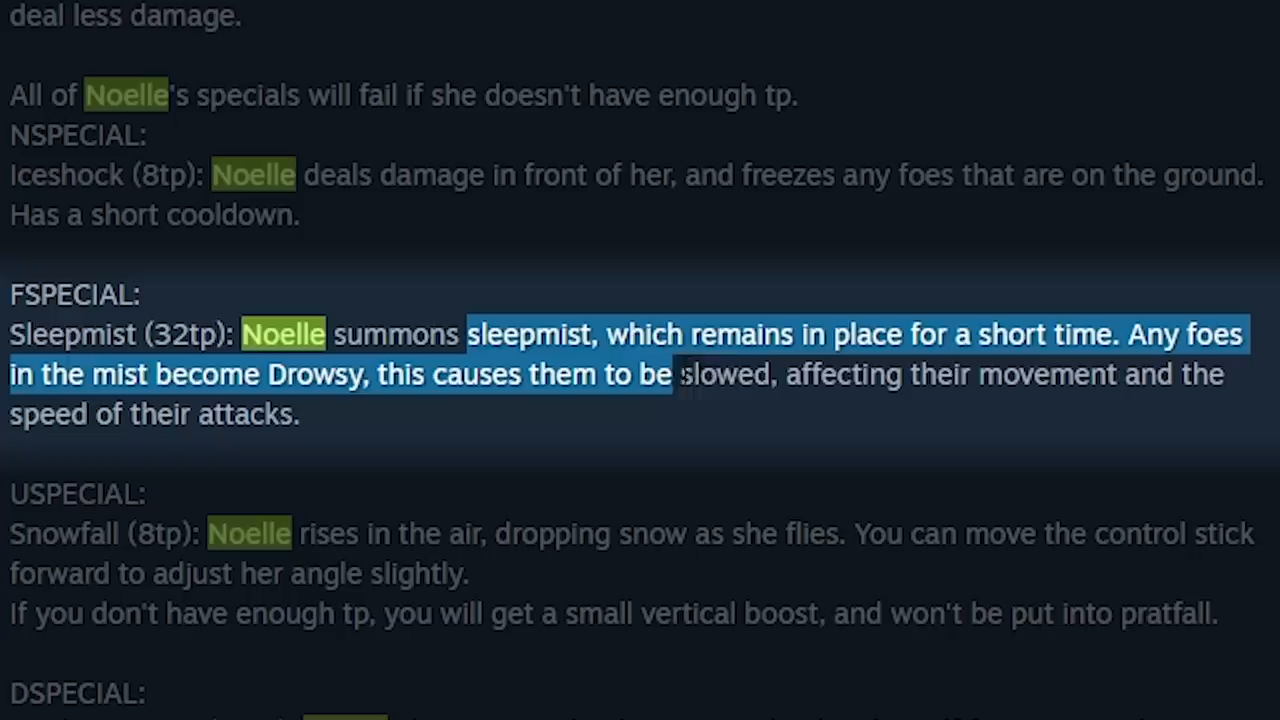 deal less damage.
All of Noelle's specials will fail if she doesn't have enough tp.
NSPECIAL:
Iceshock (8tp): Noelle deals damage in front of her, and freezes any foes that are on the ground.
Has a short cooldown.
FSPECIAL:
Sleepmist (32tp): Noelle summons sleepmist, which remains in place for a short time. Any foes
in the mist become Drowsy, this causes them to be slowed, affecting their movement and the
speed of their attacks.
USPECIAL:
Snowfall (8tp): Noelle rises in the air, dropping snow as she flies. You can move the control stick
forward to adjust her angle slightly.
If you don't have enough tp, you will get a small vertical boost, and won't be put into pratfall.
DSPECIAL: